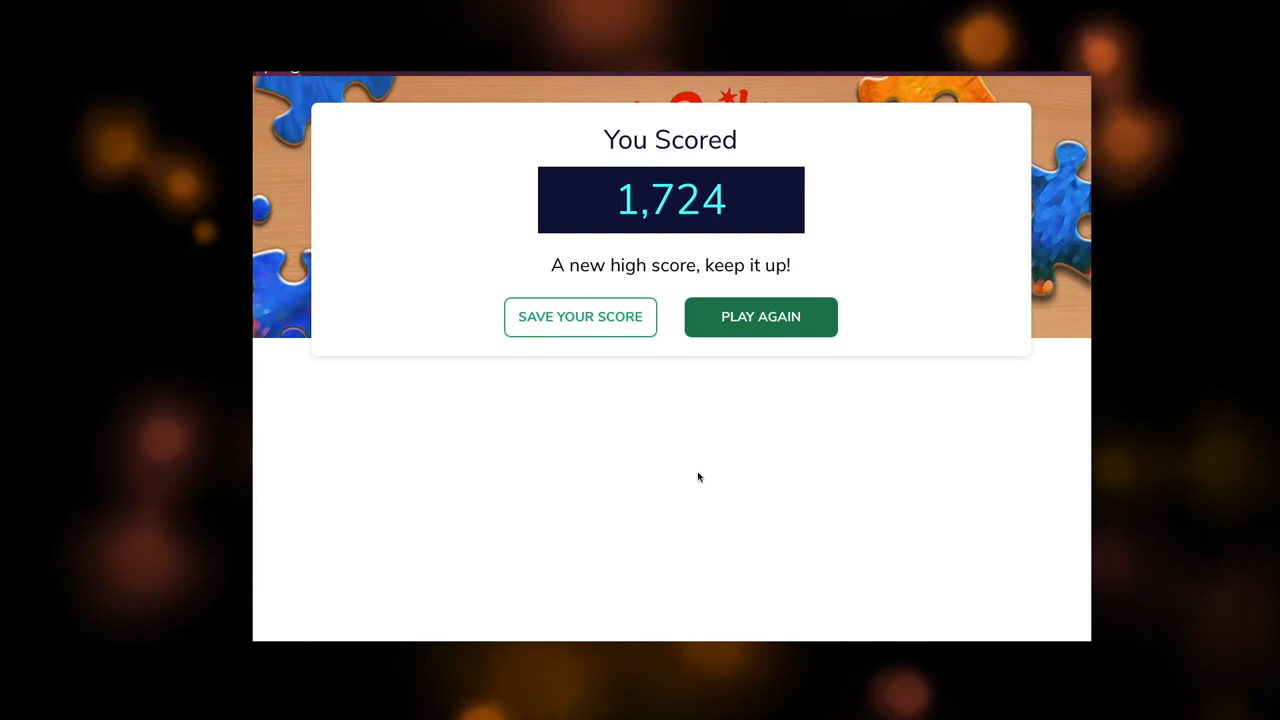 You Scored
1,724
A new high score, keep it up!
SAVE YOUR SCORE
PLAY AGAIN